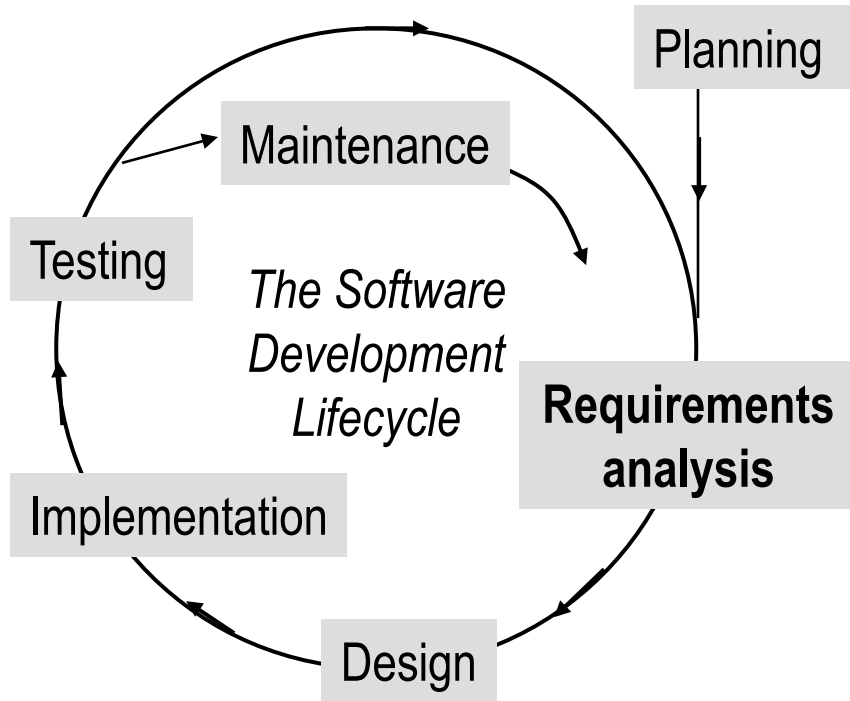 Planning
Maintenance
Testing
The Software
Development
Lifecycle
Requirements
analysis
Implementation
Design